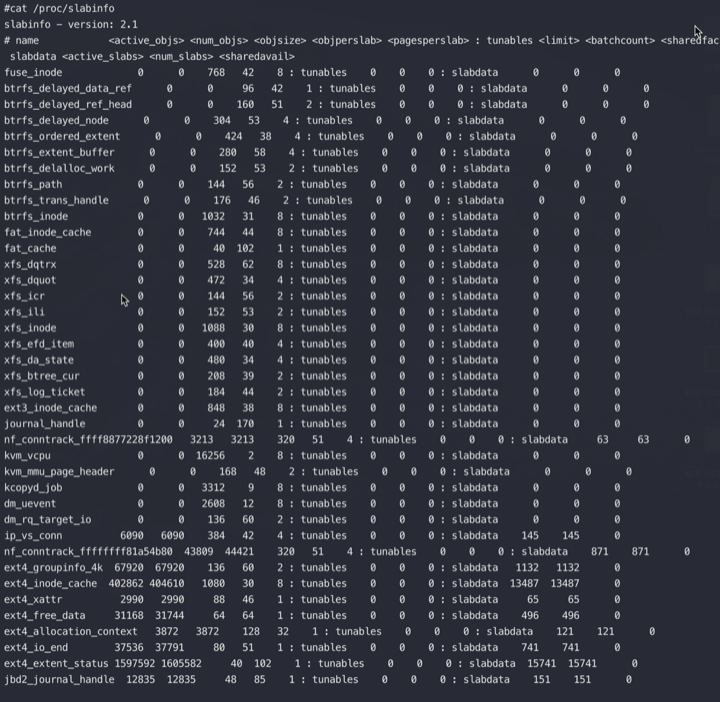 #cat /proc/slabinfo
slabinfo - version: 2.1
# name            <active_objs> <num_objs> <objsize> <objperslab> <pagesperslab> : tunables <limit> <batchcount> <sharedfac
slabdata <active_slabs> <num_slabs> <sharedavail>
fuse_inode 0 0 768 42 8 : tunables 0 0 0 : slabdata 0 0 0
btrfs_delayed_data_ref 0 0 96 42 1 : tunables 0 0 0 : slabdata 0 0 0
btrfs_delayed_ref_head 0 0 160 51 2 : tunables 0 0 0 : slabdata 0 0 0
btrfs_delayed_node 0 0 304 53 4 : tunables 0 0 0 : slabdata 0 0 0
btrfs_ordered_extent 0 0 424 38 4 : tunables 0 0 0 : slabdata 0 0 0
btrfs_extent_buffer 0 0 280 58 4 : tunables 0 0 0 : slabdata 0 0 0
btrfs_delalloc_work 0 0 152 53 2 : tunables 0 0 0 : slabdata 0 0 0
btrfs_path 0 0 144 56 2 : tunables 0 0 0 : slabdata 0 0 0
btrfs_trans_handle 0 0 176 46 2 : tunables 0 0 0 : slabdata 0 0 0
btrfs_inode 0 0 1032 31 8 : tunables 0 0 0 : slabdata 0 0 0
fat_inode_cache 0 0 744 44 8 : tunables 0 0 0 : slabdata 0 0 0
fat_cache 0 0 40 102 1 : tunables 0 0 0 : slabdata 0 0 0
xfs_dqtrx 0 0 528 62 8 : tunables 0 0 0 : slabdata 0 0 0
xfs_dquot 0 0 472 34 4 : tunables 0 0 0 : slabdata 0 0 0
xfs_icr 0 0 144 56 2 : tunables 0 0 0 : slabdata 0 0 0
xfs_ili 0 0 152 53 2 : tunables 0 0 0 : slabdata 0 0 0
xfs_inode 0 0 1088 30 8 : tunables 0 0 0 : slabdata 0 0 0
xfs_efd_item 0 0 400 40 4 : tunables 0 0 0 : slabdata 0 0 0
xfs_da_state 0 0 480 34 4 : tunables 0 0 0 : slabdata 0 0 0
xfs_btree_cur 0 0 208 39 2 : tunables 0 0 0 : slabdata 0 0 0
xfs_log_ticket 0 0 184 44 2 : tunables 0 0 0 : slabdata 0 0 0
ext3_inode_cache 0 0 848 38 8 : tunables 0 0 0 : slabdata 0 0 0
journal_handle 0 0 24 170 1 : tunables 0 0 0 : slabdata 0 0 0
nf_conntrack_ffff8877228f1200 3213 3213 320 51 4 : tunables 0 0 0 : slabdata 63 63 0
kvm_vcpu 0 0 16256 2 8 : tunables 0 0 0 : slabdata 0 0 0
kvm_mmu_page_header 0 0 168 48 2 : tunables 0 0 0 : slabdata 0 0 0
kcopyd_job 0 0 3312 9 8 : tunables 0 0 0 : slabdata 0 0 0
dm_uevent 0 0 2608 12 8 : tunables 0 0 0 : slabdata 0 0 0
dm_rq_target_io 0 0 136 60 2 : tunables 0 0 0 : slabdata 0 0 0
ip_vs_conn 6090 6090 384 42 4 : tunables 0 0 0 : slabdata 145 145 0
nf_conntrack_ffffffff81a54b80 43809 44421 320 51 4 : tunables 0 0 0 : slabdata 871 871 0
ext4_groupinfo_4k 67920 67920 136 60 2 : tunables 0 0 0 : slabdata 1132 1132 0
ext4_inode_cache 402862 404610 1080 30 8 : tunables 0 0 0 : slabdata 13487 13487 0
ext4_xattr 2990 2990 88 46 1 : tunables 0 0 0 : slabdata 65 65 0
ext4_free_data 31168 31744 64 64 1 : tunables 0 0 0 : slabdata 496 496 0
ext4_allocation_context 3872 3872 128 32 1 : tunables 0 0 0 : slabdata 121 121 0
ext4_io_end 37536 37791 80 51 1 : tunables 0 0 0 : slabdata 741 741 0
ext4_extent_status 1597592 1605582 40 102 1 : tunables 0 0 0 : slabdata 15741 15741 0
jbd2_journal_handle 12835 12835 48 85 1 : tunables 0 0 0 : slabdata 151 151 0